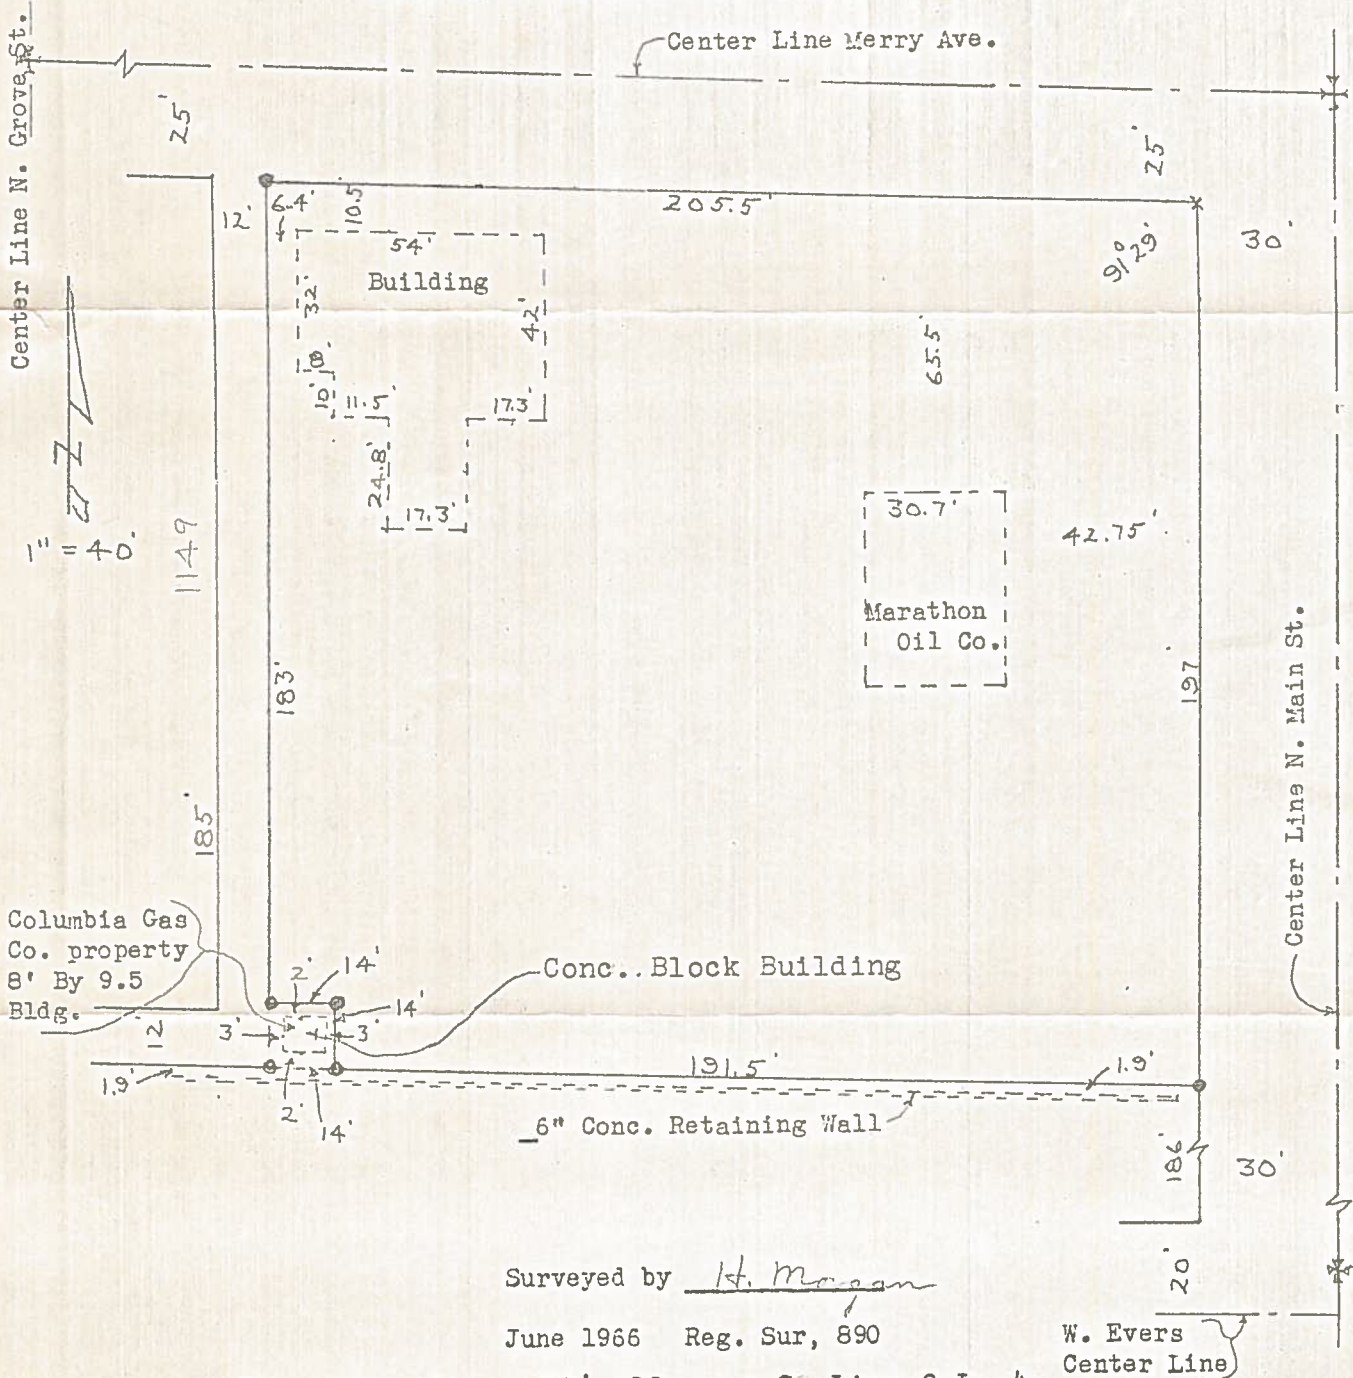 Center Line N. Grove St.
Center Line Merry Ave.
25'
25'
12'
6.4'
10.5
205.5'
91°29'
30'
54'
Building
32'
42'
8'
10'
11.5'
17.3'
24.8'
17.3'
65.5'
30.7'
42.75'
Marathon
Oil Co.
1" = 40'
1149
183'
197
185'
Center Line N. Main St.
Columbia Gas
Co. property
8' By 9.5
Bldg.
2'
14'
Conc.. Block Building
14'
3'
3'
12
191.5'
1.9'
1.9'
2'
14'
6" Conc. Retaining Wall
186'
30'
20'
Surveyed by H. Morgan
June 1966 Reg. Sur, 890
W. Evers
Center Line